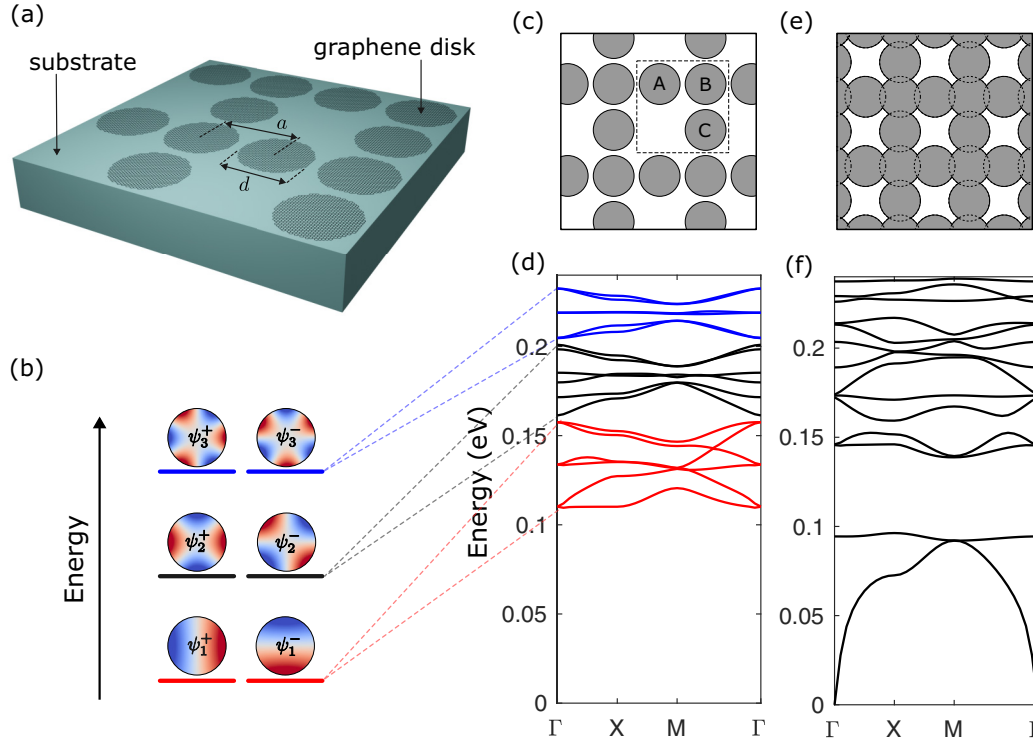 (a)
substrate
graphene disk
a
d
(b)
Energy
ψ₃⁺
ψ₃⁻
ψ₂⁺
ψ₂⁻
ψ₁⁺
ψ₁⁻
(c)
A
B
C
(d)
Energy (eV)
0.2
0.15
0.1
0.05
0
Γ X M Γ
(e)
(f)
0.2
0.15
0.1
0.05
0
Γ X M Γ